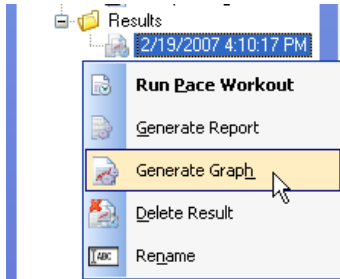 Results
2/19/2007 4:10:17 PM
Run Pace Workout
Generate Report
Generate Graph
Delete Result
ABC
Rename